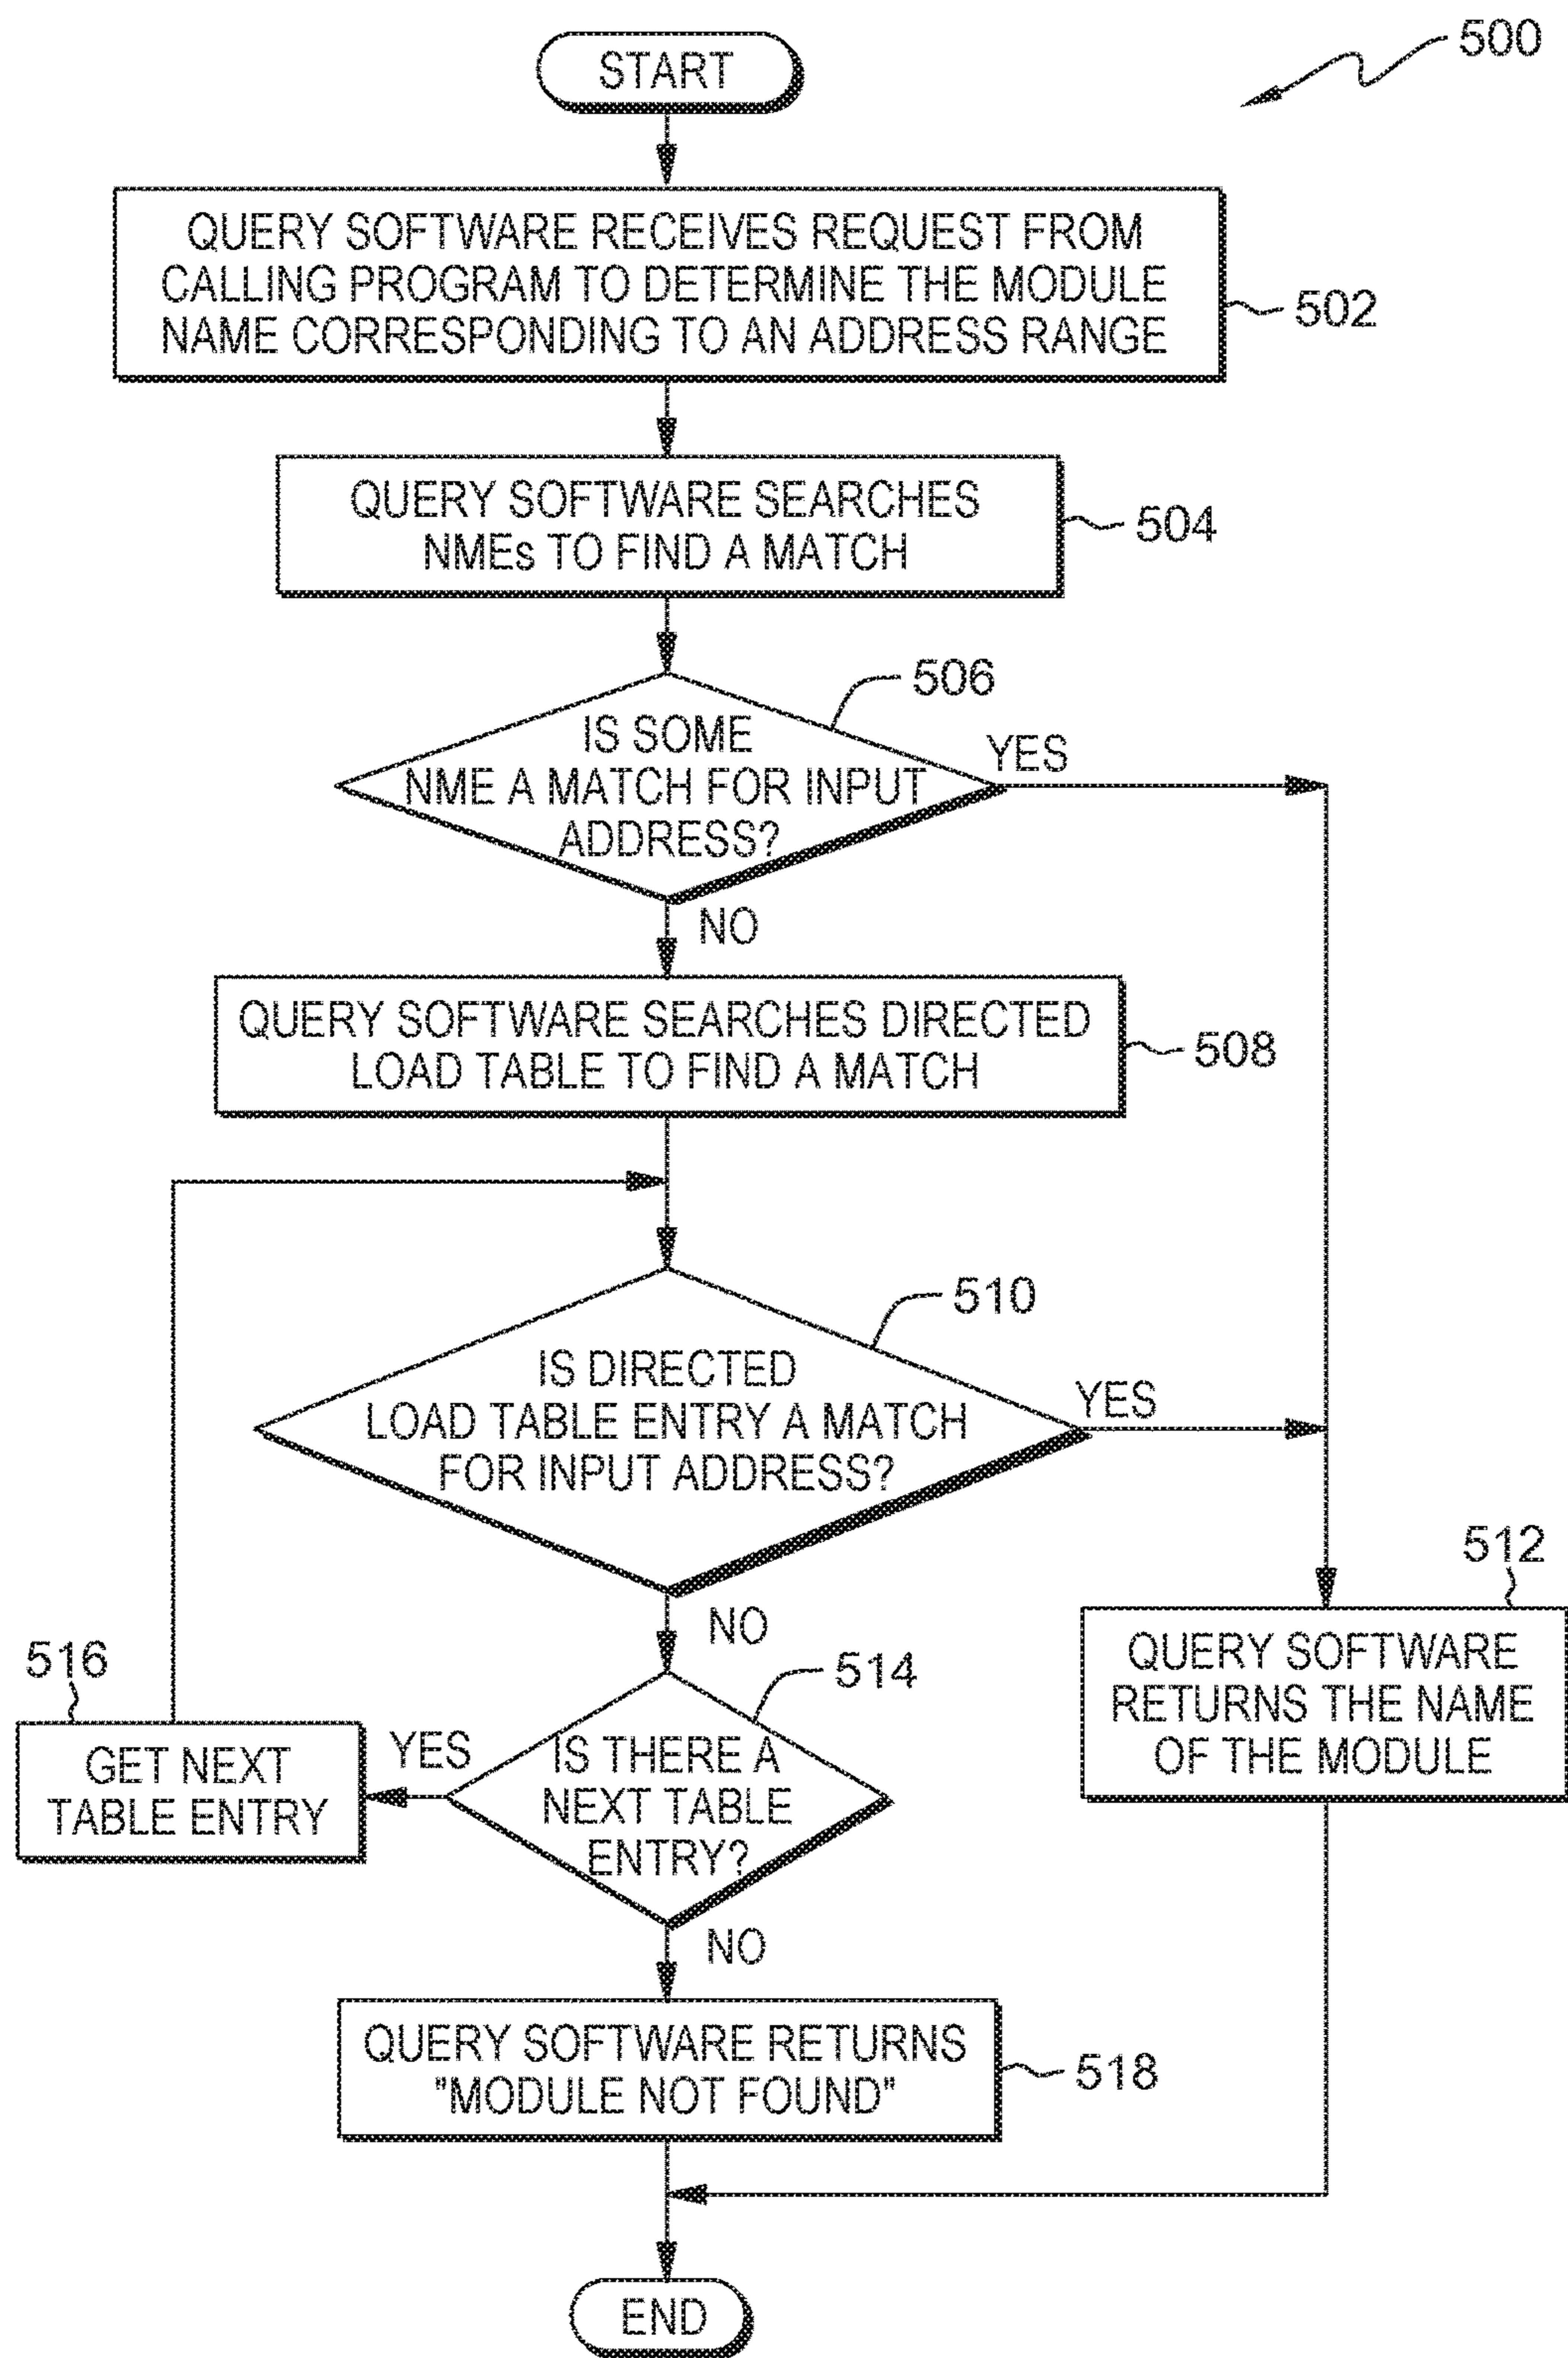 500
START
QUERY SOFTWARE RECEIVES REQUEST FROM
CALLING PROGRAM TO DETERMINE THE MODULE
NAME CORRESPONDING TO AN ADDRESS RANGE
502
QUERY SOFTWARE SEARCHES
NMEs TO FIND A MATCH
504
506
IS SOME
NME A MATCH FOR INPUT
ADDRESS?
YES
NO
QUERY SOFTWARE SEARCHES DIRECTED
LOAD TABLE TO FIND A MATCH
508
510
IS DIRECTED
LOAD TABLE ENTRY A MATCH
FOR INPUT ADDRESS?
YES
NO
512
QUERY SOFTWARE
RETURNS THE NAME
OF THE MODULE
514
IS THERE A
NEXT TABLE
ENTRY?
YES
516
GET NEXT
TABLE ENTRY
NO
QUERY SOFTWARE RETURNS
"MODULE NOT FOUND"
518
END